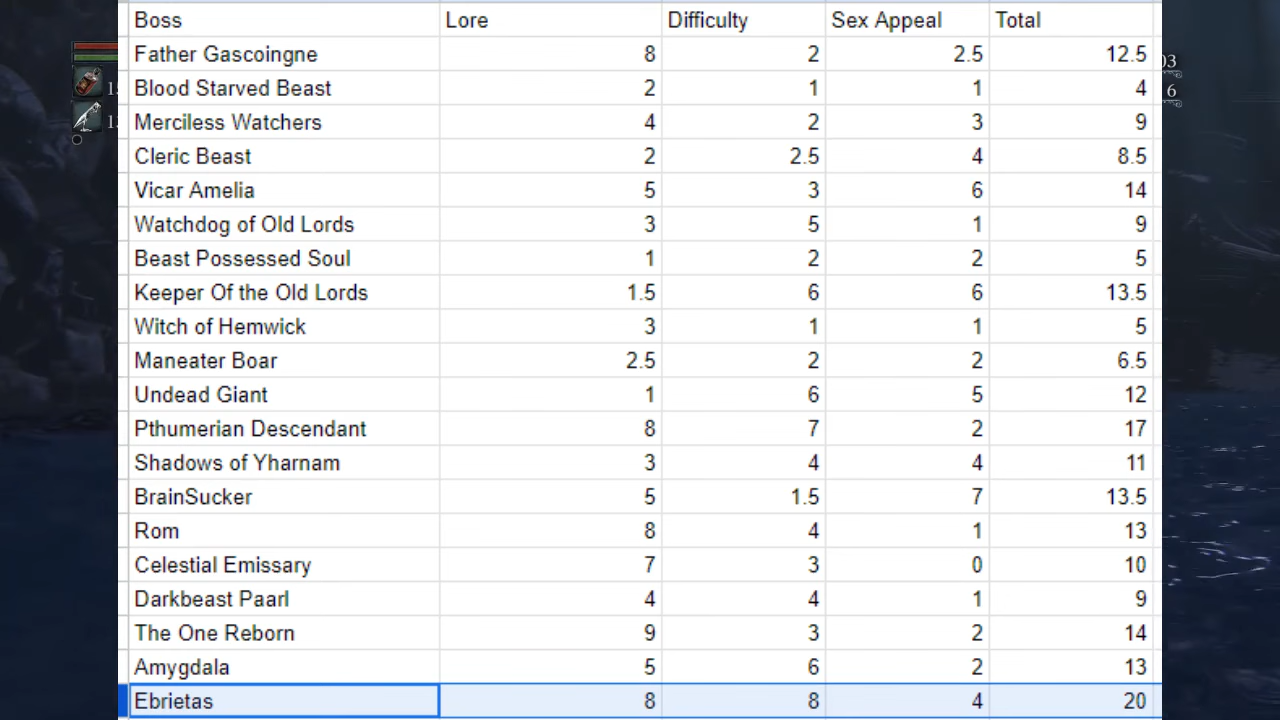 Boss Lore Difficulty Sex Appeal Total
Father Gascoingne 8 2 2.5 12.5
Blood Starved Beast 2 1 1 4
Merciless Watchers 4 2 3 9
Cleric Beast 2 2.5 4 8.5
Vicar Amelia 5 3 6 14
Watchdog of Old Lords 3 5 1 9
Beast Possessed Soul 1 2 2 5
Keeper Of the Old Lords 1.5 6 6 13.5
Witch of Hemwick 3 1 1 5
Maneater Boar 2.5 2 2 6.5
Undead Giant 1 6 5 12
Pthumerian Descendant 8 7 2 17
Shadows of Yharnam 3 4 4 11
BrainSucker 5 1.5 7 13.5
Rom 8 4 1 13
Celestial Emissary 7 3 0 10
Darkbeast Paarl 4 4 1 9
The One Reborn 9 3 2 14
Amygdala 5 6 2 13
Ebrietas 8 8 4 20